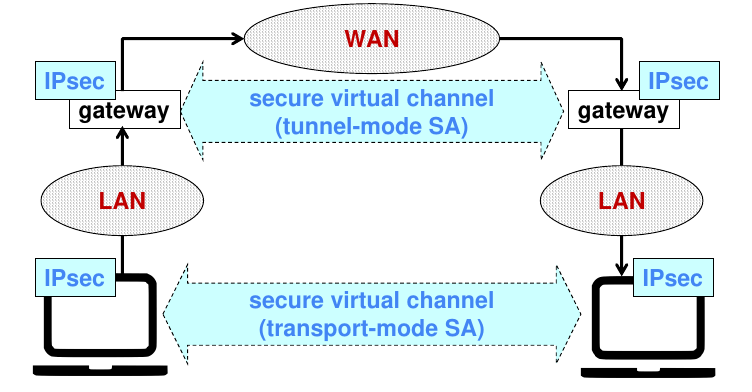 WAN
IPsec
IPsec
gateway
secure virtual channel
(tunnel-mode SA)
gateway
LAN
LAN
IPsec
IPsec
secure virtual channel
(transport-mode SA)